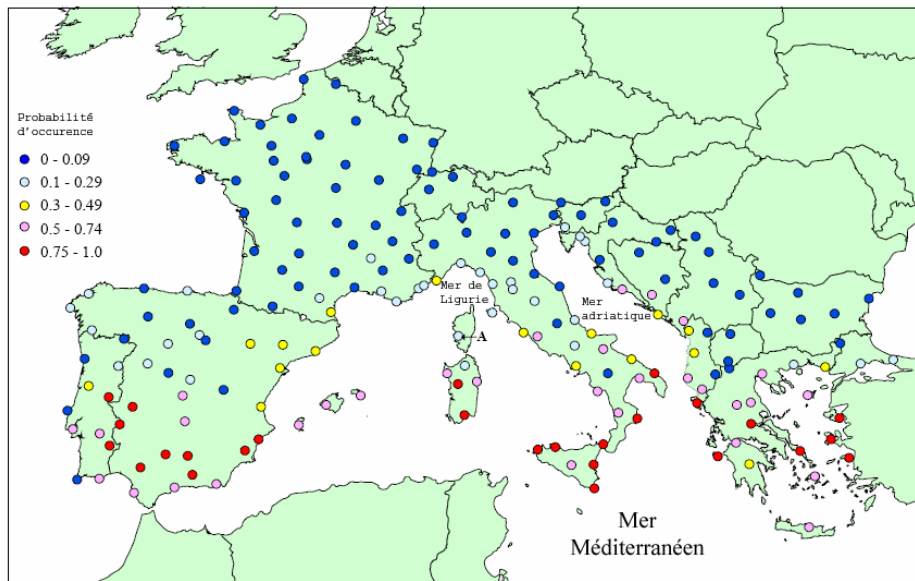 Probabilité
d'occurence
0 - 0.09
0.1 - 0.29
0.3 - 0.49
0.5 - 0.74
0.75 - 1.0
Mer de
Ligurie
Mer
adriatique
A
Mer
Méditerranéen